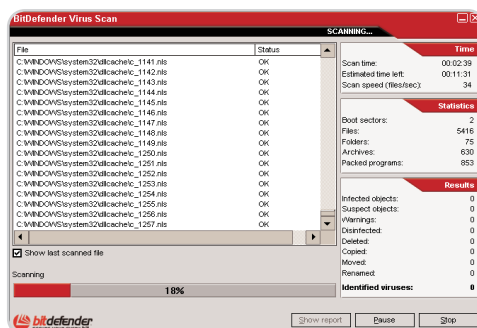 BitDefender Virus Scan
SCANNING...
File Status
C:\WINDOWS\system32\dllcache\c_1141.nls OK
C:\WINDOWS\system32\dllcache\c_1142.nls OK
C:\WINDOWS\system32\dllcache\c_1143.nls OK
C:\WINDOWS\system32\dllcache\c_1144.nls OK
C:\WINDOWS\system32\dllcache\c_1145.nls OK
C:\WINDOWS\system32\dllcache\c_1146.nls OK
C:\WINDOWS\system32\dllcache\c_1147.nls OK
C:\WINDOWS\system32\dllcache\c_1148.nls OK
C:\WINDOWS\system32\dllcache\c_1149.nls OK
C:\WINDOWS\system32\dllcache\c_1250.nls OK
C:\WINDOWS\system32\dllcache\c_1251.nls OK
C:\WINDOWS\system32\dllcache\c_1252.nls OK
C:\WINDOWS\system32\dllcache\c_1253.nls OK
C:\WINDOWS\system32\dllcache\c_1254.nls OK
C:\WINDOWS\system32\dllcache\c_1255.nls OK
C:\WINDOWS\system32\dllcache\c_1256.nls OK
C:\WINDOWS\system32\dllcache\c_1257.nls OK
Show last scanned file
Scanning
18%
bitdefender
Time
Scan time: 00:02:39
Estimated time left: 00:11:31
Scan speed (files/sec): 34
Statistics
Boot sectors: 2
Files: 5416
Folders: 75
Archives: 630
Packed programs: 853
Results
Infected objects: 0
Suspect objects: 0
Warnings: 0
Disinfected: 0
Deleted: 0
Copied: 0
Moved: 0
Renamed: 0
Identified viruses: 0
Show report Pause Stop